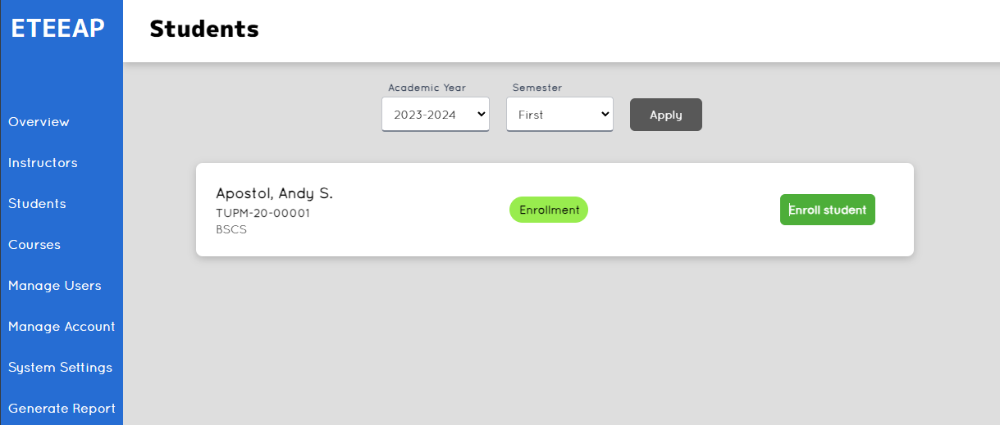 ETEEAP
Students
Overview
Instructors
Students
Courses
Manage Users
Manage Account
System Settings
Generate Report
Academic Year
Semester
2023-2024
First
Apply
Apostol, Andy S.
TUPM-20-00001
BSCS
Enrollment
Enroll student